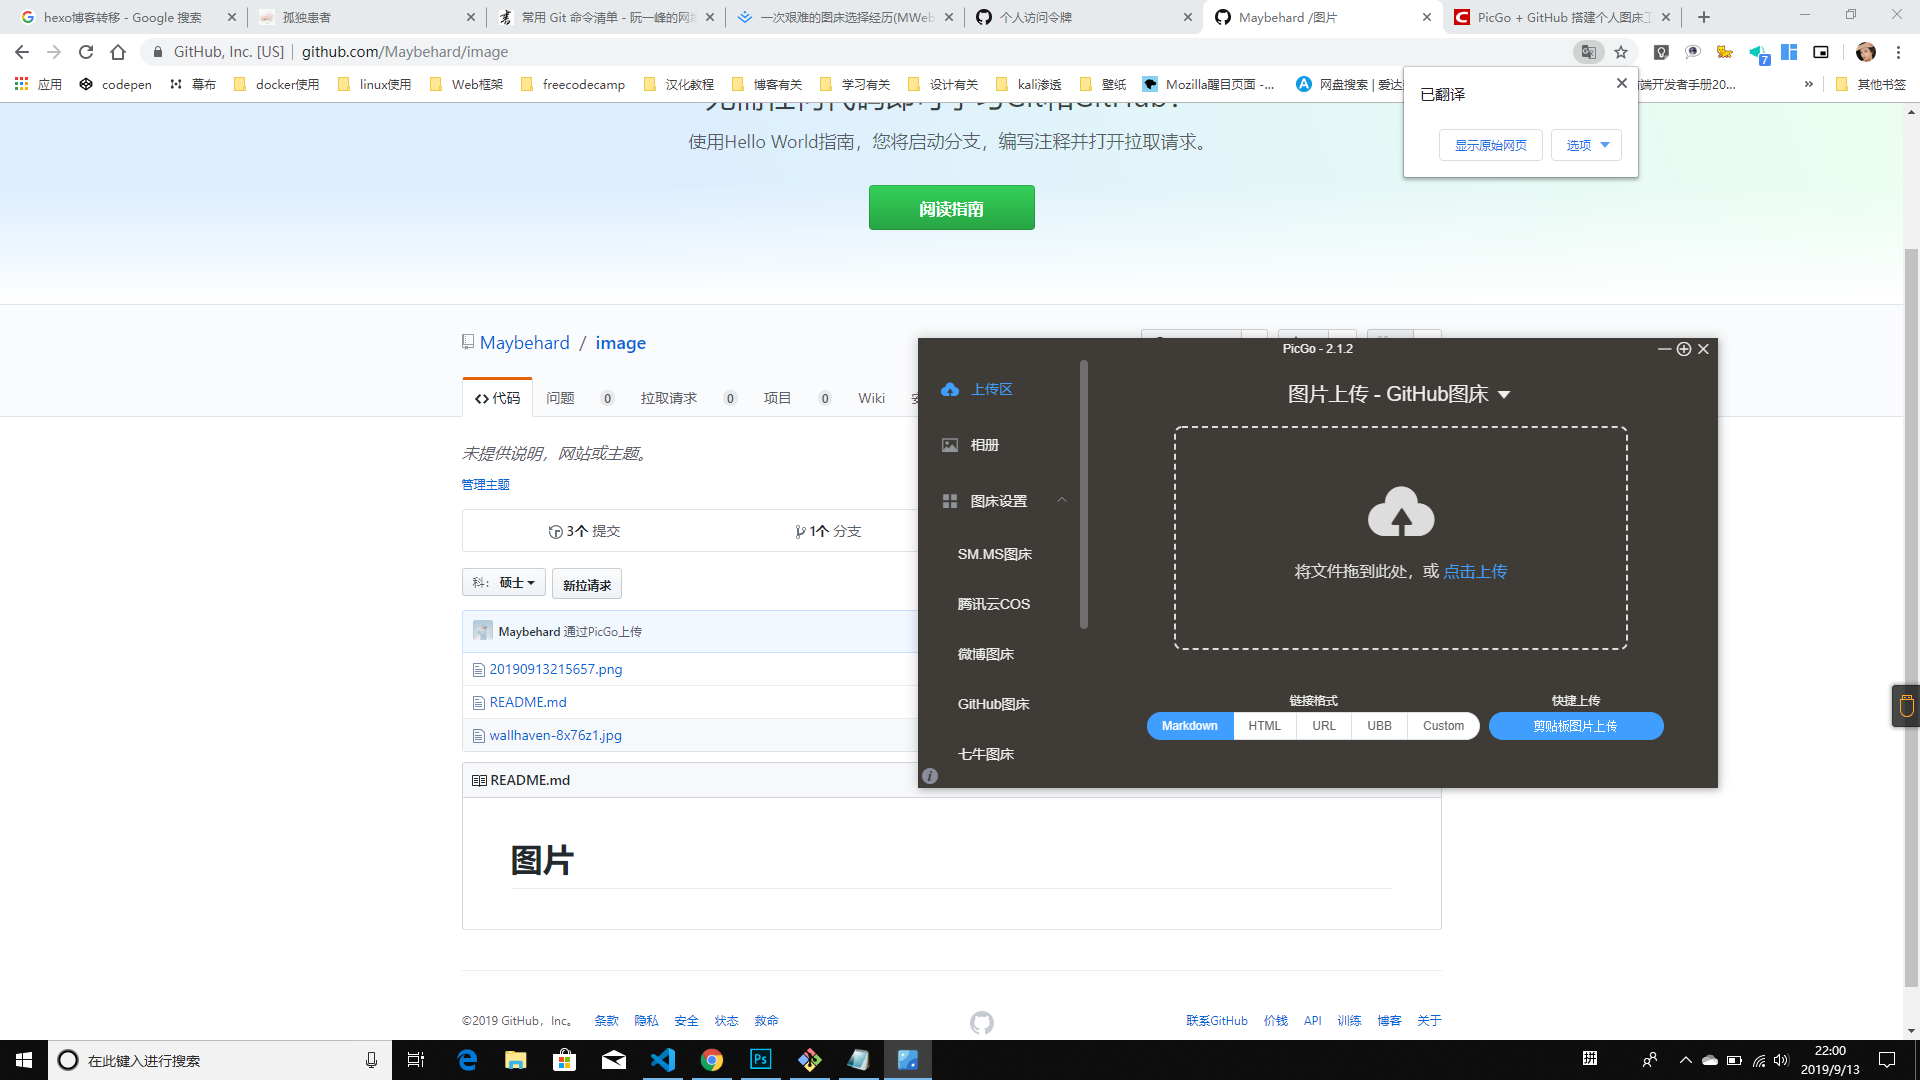 hexo博客转移 - Google 搜索
孤独患者
常用 Git 命令清单 - 阮一峰的网络
一次艰难的图床选择经历(MWeb
个人访问令牌
Maybehard /图片
PicGo + GitHub 搭建个人图床工
GitHub, Inc. [US] | github.com/Maybehard/image
7
应用
codepen
幕布
docker使用
linux使用
Web框架
freecodecamp
汉化教程
博客有关
学习有关
设计有关
kali渗透
壁纸
Mozilla醒目页面 -...
网盘搜索 | 爱达
端开发者手册20...
»
其他书签
已翻译
显示原始网页
选项
使用Hello World指南，您将启动分支，编写注释并打开拉取请求。
阅读指南
Maybehard / image
代码
问题 0
拉取请求 0
项目 0
Wiki
未提供说明，网站或主题。
管理主题
3个 提交
1个 分支
科： 硕士
新拉请求
Maybehard 通过PicGo上传
20190913215657.png
README.md
wallhaven-8x76z1.jpg
README.md
图片
PicGo - 2.1.2
上传区
相册
图床设置
SM.MS图床
腾讯云COS
微博图床
GitHub图床
七牛图床
图片上传 - GitHub图床
将文件拖到此处，或 点击上传
链接格式
快捷上传
Markdown
HTML
URL
UBB
Custom
剪贴板图片上传
©2019 GitHub，Inc。
条款
隐私
安全
状态
救命
联系GitHub
价钱
API
训练
博客
关于
在此键入进行搜索
Ps
拼
22:00
2019/9/13